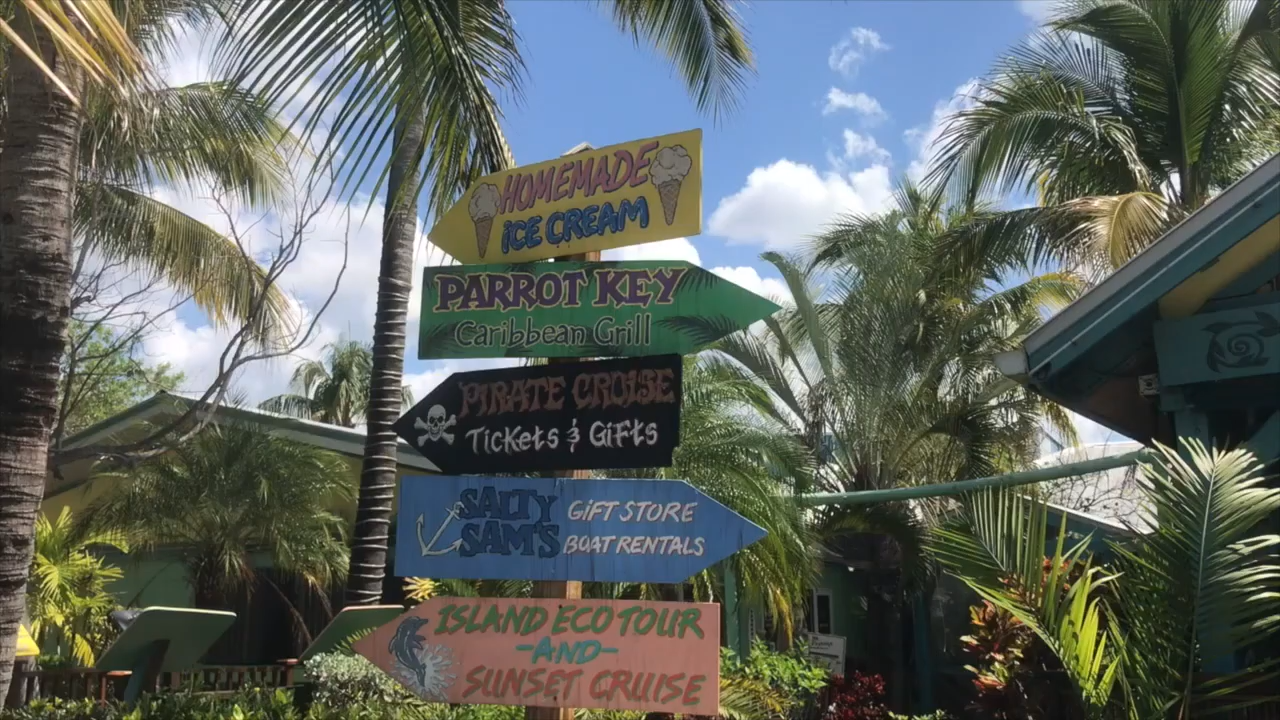 HOMEMADE
ICE CREAM
PARROT KEY
Caribbean Grill
PIRATE CRUISE
TICKETS & GIFTS
SALTY
SAM'S
GIFT STORE
BOAT RENTALS
ISLAND ECO TOUR
-AND-
SUNSET CRUISE